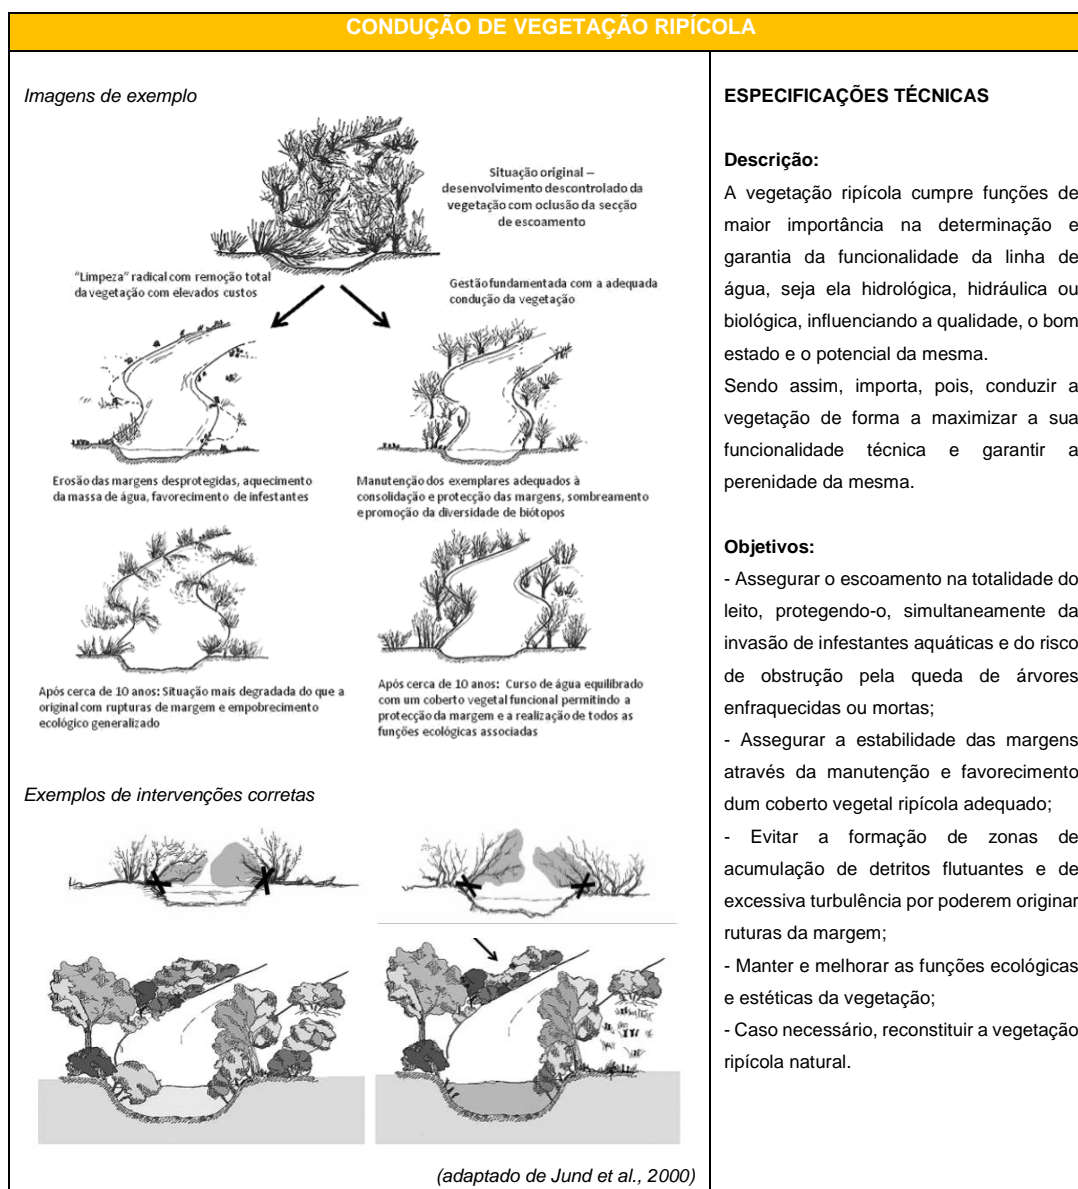 CONDUÇÃO DE VEGETAÇÃO RIPÍCOLA
Imagens de exemplo
Situação original –
desenvolvimento descontrolado da
vegetação com oclusão da secção
de escoamento
"Limpeza" radical com remoção total
da vegetação com elevados custos
Gestão fundamentada com a adequada
condução da vegetação
Erosão das margens desprotegidas, aquecimento
da massa de água, favorecimento de infestantes
Manutenção dos exemplares adequados à
consolidação e protecção das margens, sombreamento
e promoção da diversidade de biótopos
Após cerca de 10 anos: Situação mais degradada do que a
original com rupturas de margem e empobrecimento
ecológico generalizado
Após cerca de 10 anos: Curso de água equilibrado
com um coberto vegetal funcional permitindo a
protecção da margem e a realização de todos as
funções ecológicas associadas
Exemplos de intervenções corretas
(adaptado de Jund et al., 2000)
ESPECIFICAÇÕES TÉCNICAS
Descrição:
A vegetação ripícola cumpre funções de
maior importância na determinação e
garantia da funcionalidade da linha de
água, seja ela hidrológica, hidráulica ou
biológica, influenciando a qualidade, o bom
estado e o potencial da mesma.
Sendo assim, importa, pois, conduzir a
vegetação de forma a maximizar a sua
funcionalidade técnica e garantir a
perenidade da mesma.
Objetivos:
- Assegurar o escoamento na totalidade do
leito, protegendo-o, simultaneamente da
invasão de infestantes aquáticas e do risco
de obstrução pela queda de árvores
enfraquecidas ou mortas;
- Assegurar a estabilidade das margens
através da manutenção e favorecimento
dum coberto vegetal ripícola adequado;
- Evitar a formação de zonas de
acumulação de detritos flutuantes e de
excessiva turbulência por poderem originar
ruturas da margem;
- Manter e melhorar as funções ecológicas
e estéticas da vegetação;
- Caso necessário, reconstituir a vegetação
ripícola natural.